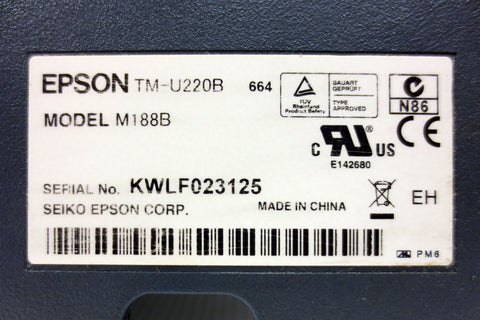 EPSON TM-U220B 664
TÜV
Rheinland
Product Safety
BAUART
GEPRÜFT
TYPE
APPROVED
N86
MODEL M188B
C UR US
CE
E142680
SERIAL No. KWLF023125
SEIKO EPSON CORP.
MADE IN CHINA
EH
PM6